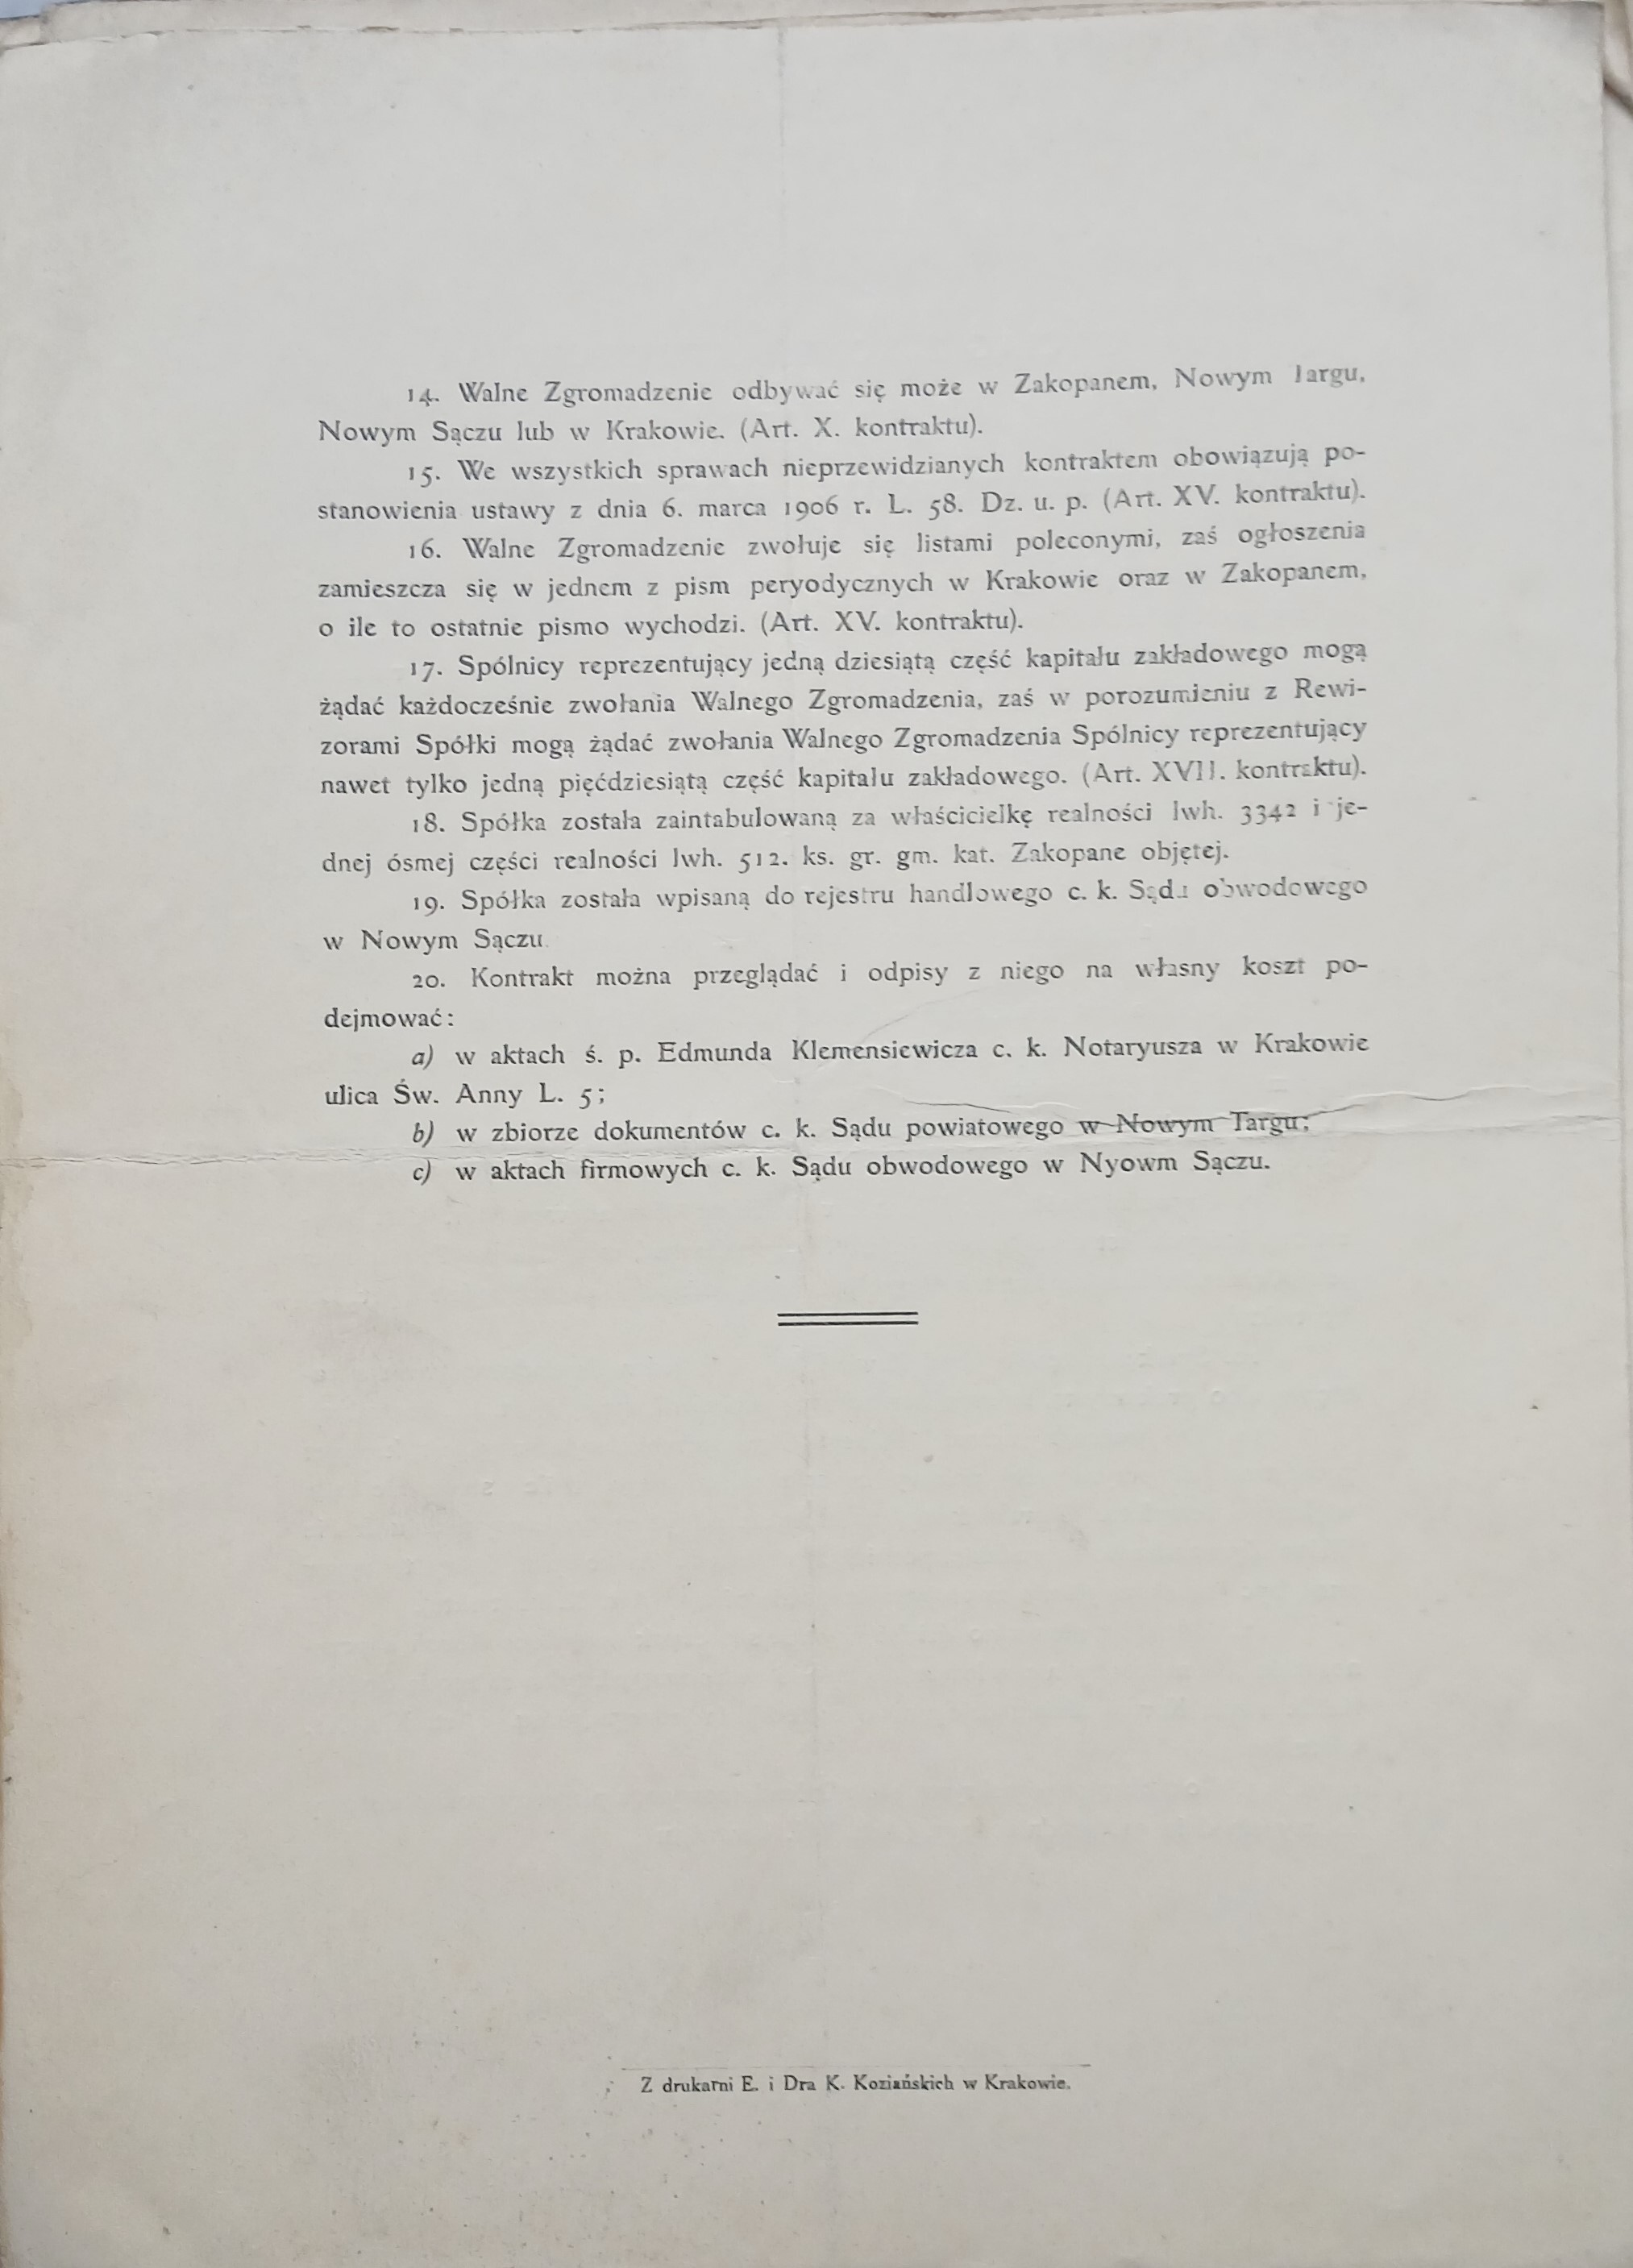 14. Walne Zgromadzenie odbywać się może w Zakopanem, Nowym Targu,
Nowym Sączu lub w Krakowie. (Art. X. kontraktu).
15. We wszystkich sprawach nieprzewidzianych kontraktem obowiązują po-
stanowienia ustawy z dnia 6. marca 1906 r. L. 58. Dz. u. p. (Art. XV. kontraktu).
16. Walne Zgromadzenie zwołuje się listami poleconymi, zaś ogłoszenia
zamieszcza się w jednem z pism peryodycznych w Krakowie oraz w Zakopanem,
o ile to ostatnie pismo wychodzi. (Art. XV. kontraktu).
17. Spólnicy reprezentujący jedną dziesiątą część kapitału zakładowego mogą
żądać każdocześnie zwołania Walnego Zgromadzenia, zaś w porozumieniu z Rewi-
zorami Spółki mogą żądać zwołania Walnego Zgromadzenia Spólnicy reprezentujący
nawet tylko jedną pięćdziesiątą część kapitału zakładowego. (Art. XVII. kontraktu).
18. Spółka została zaintabulowaną za właścicielkę realności lwh. 3342 i je-
dnej ósmej części realności lwh. 512. ks. gr. gm. kat. Zakopane objętej.
19. Spółka została wpisaną do rejestru handlowego c. k. Sądu obwodowego
w Nowym Sączu.
20. Kontrakt można przeglądać i odpisy z niego na własny koszt po-
dejmować:
a) w aktach ś. p. Edmunda Klemensiewicza c. k. Notaryusza w Krakowie
ulica Św. Anny L. 5;
b) w zbiorze dokumentów c. k. Sądu powiatowego w Nowym Targu;
c) w aktach firmowych c. k. Sądu obwodowego w Nyowm Sączu.
Z drukarni E. i Dra K. Koziańskich w Krakowie.